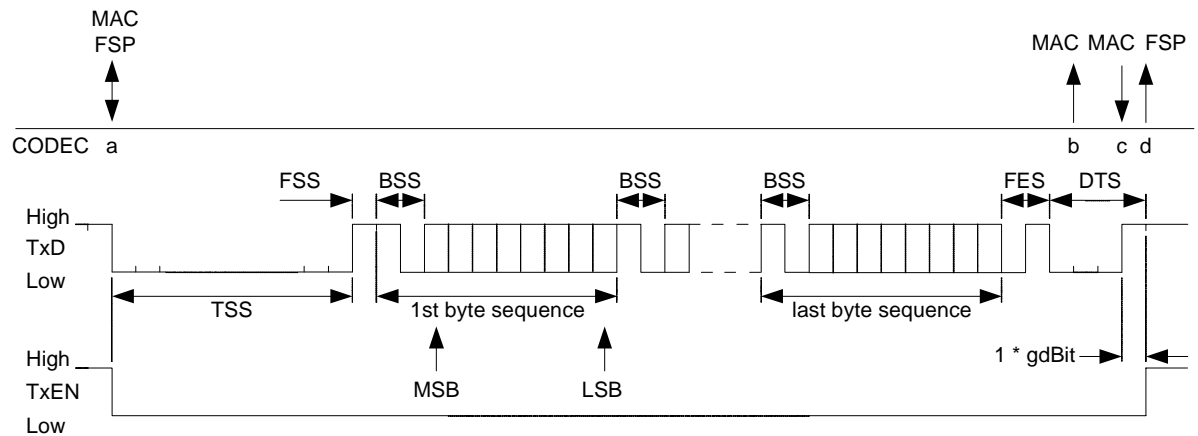 MAC
FSP
MAC MAC FSP
CODEC a b c d
FSS BSS BSS BSS FES DTS
High
TxD
Low
TSS 1st byte sequence last byte sequence
High 1 * gdBit
TxEN MSB LSB
Low